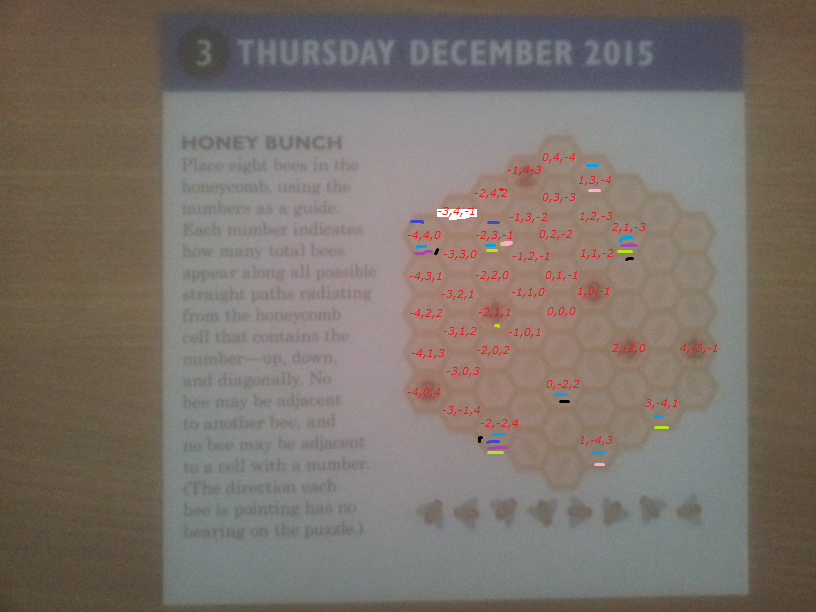 3 THURSDAY DECEMBER 2015
HONEY BUNCH
Place eight bees in the
honeycomb, using the
numbers as a guide.
Each number indicates
how many total bees
appear along all possible
straight paths radiating
from the honeycomb
cell that contains the
number—up, down,
and diagonally. No
bee may be adjacent
to another bee, and
no bee may be adjacent
to a cell with a number.
(The direction each
bee is pointing has no
bearing on the puzzle.)
0,4,-4
-1,4-3
1,3,-4
-2,4,2
0,3,-3
-3,4,-1
-1,3,-2
1,2,-3
2,1,-3
-4,4,0
-2,3,-1
0,2,-2
-3,3,0
-1,2,-1
1,1,-2
-4,3,1
-2,2,0
0,1,-1
-3,2,1
-1,1,0
1,0,-1
-4,2,2
-2,1,1
0,0,0
-3,1,2
-1,0,1
-4,1,3
-2,0,2
2,-2,0
4,-3,-1
-3,0,3
-4,0,4
0,-2,2
-3,-1,4
3,-4,1
-2,-2,4
1,-4,3